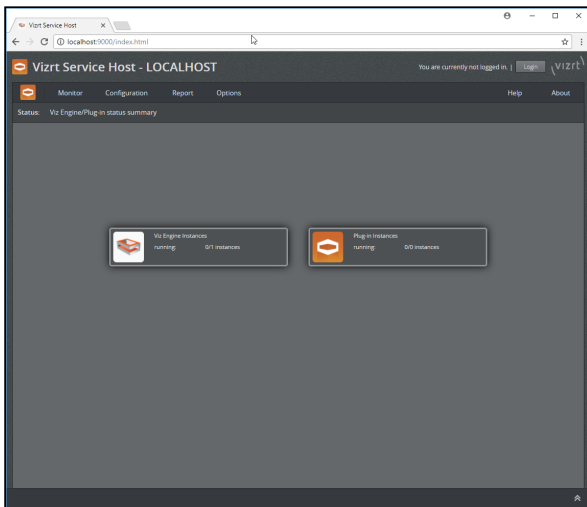 Vizrt Service Host
localhost:9000/index.html
Vizrt Service Host - LOCALHOST
You are currently not logged in. | Login
vizrt
Monitor Configuration Report Options Help About
Status: Viz Engine/Plug-in status summary
Viz Engine Instances
running: 0/1 instances
Plug-in Instances
running: 0/0 instances